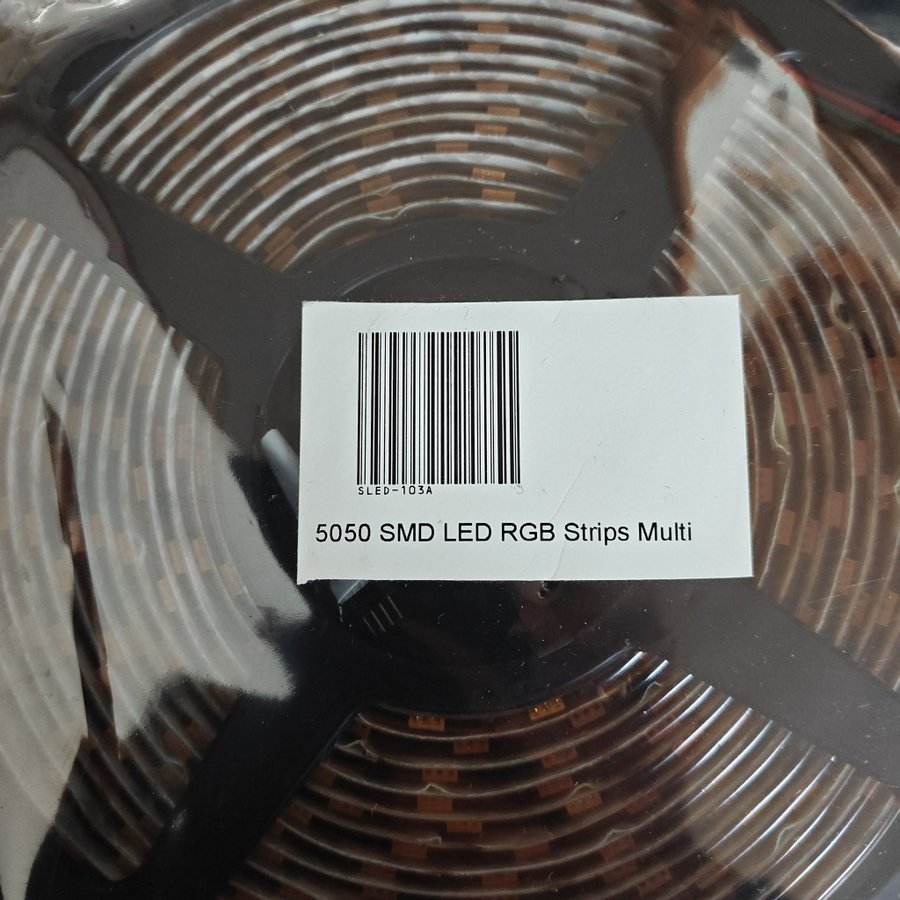 SLED-103A
5050 SMD LED RGB Strips Multi